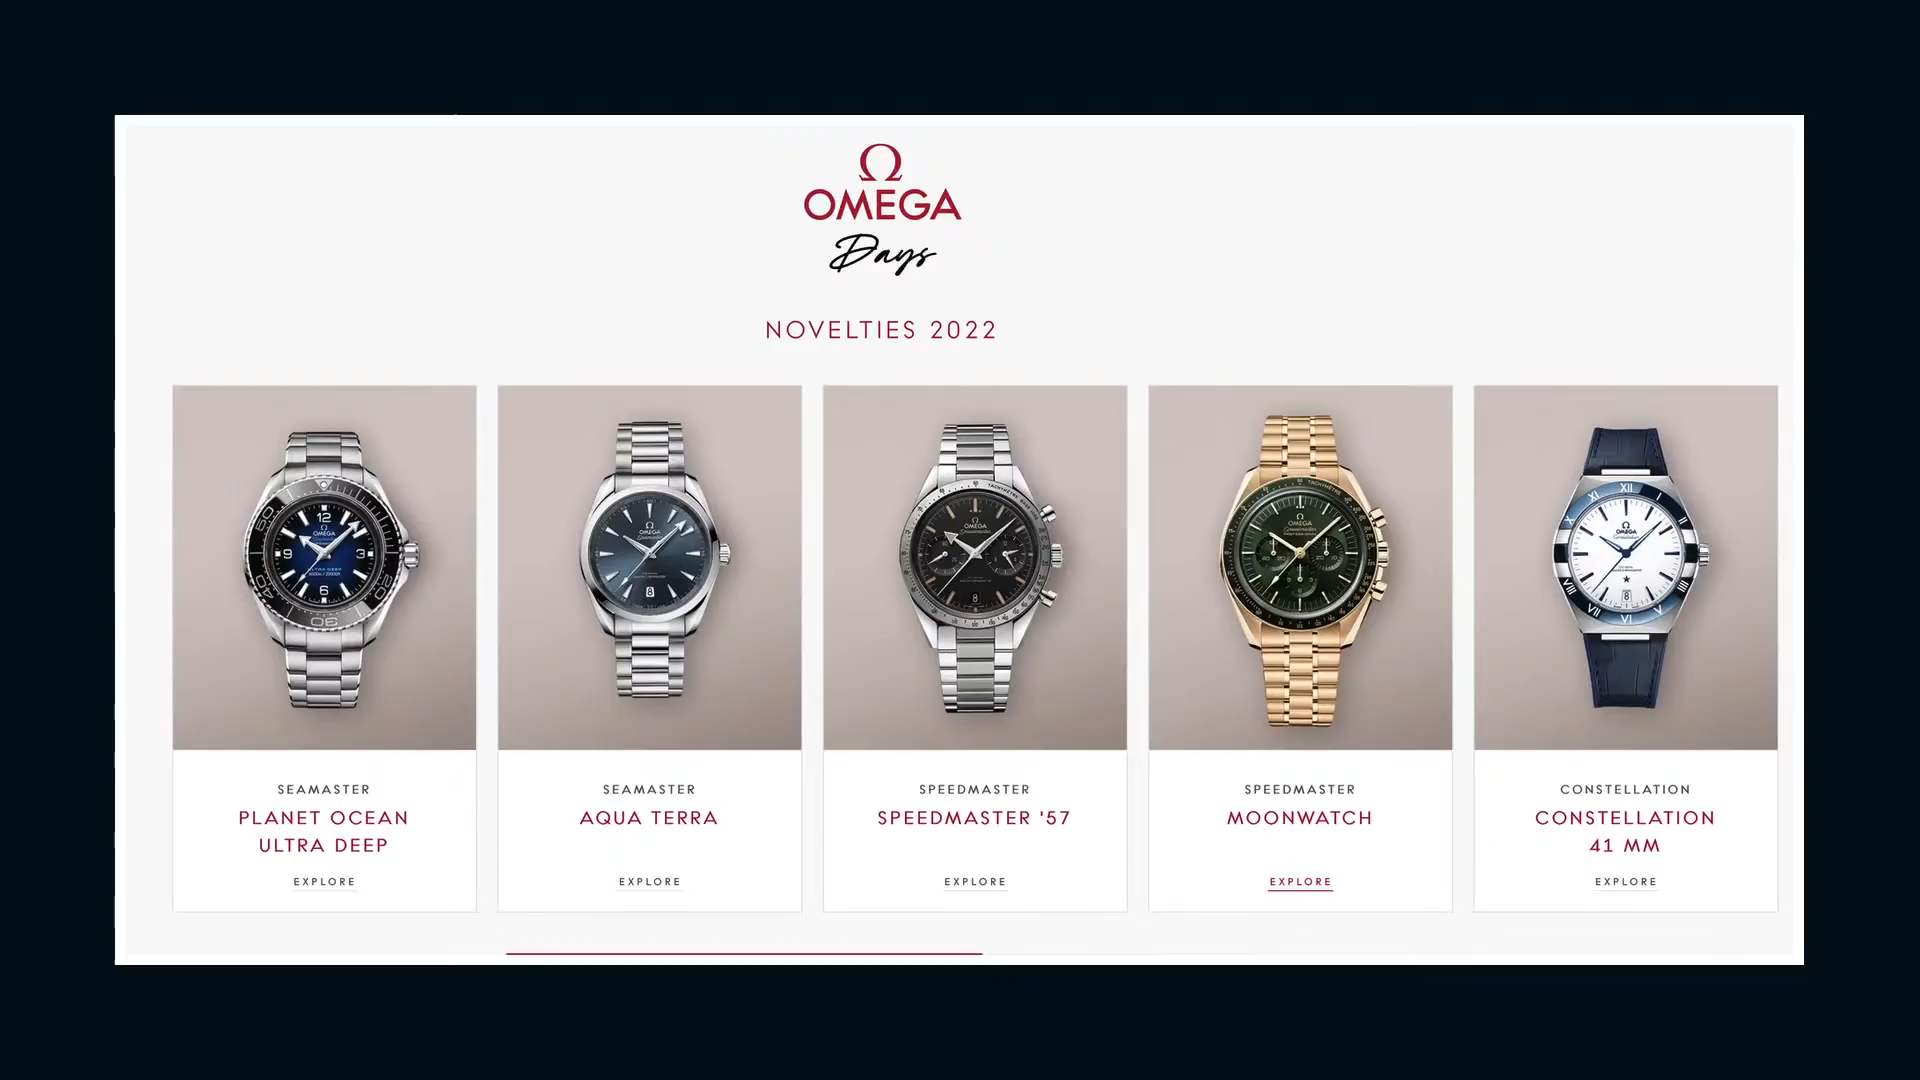 Ω
OMEGA
Days
NOVELTIES 2022
SEAMASTER
PLANET OCEAN
ULTRA DEEP
EXPLORE
SEAMASTER
AQUA TERRA
EXPLORE
SPEEDMASTER
SPEEDMASTER '57
EXPLORE
SPEEDMASTER
MOONWATCH
EXPLORE
CONSTELLATION
CONSTELLATION
41 MM
EXPLORE